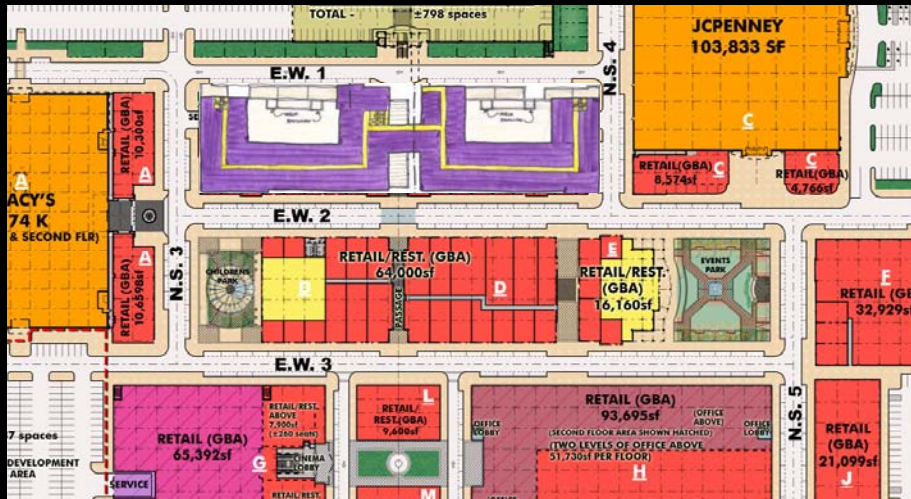 TOTAL - ±798 spaces
E.W. 1
N.S. 4
JCPENNEY
103,833 SF
C
RETAIL (GBA)
10,300sf
A
RETAIL(GBA)
8,574sf
C
C
RETAIL(GBA)
4,766sf
A
ACY'S
74 K
& SECOND FLR)
E.W. 2
A
RETAIL (GBA)
10,6598sf
N.S. 3
CHILDRENS
PARK
D
RETAIL/REST. (GBA)
64,000sf
PASSAGE
D
E
RETAIL/REST.
(GBA)
16,160sf
EVENTS
PARK
F
RETAIL (GB
32,929sf
E.W. 3
N.S. 5
7 spaces
DEVELOPMENT
AREA
RETAIL (GBA)
65,392sf
G
SERVICE
RETAIL/REST.
ABOVE
7,900sf
(±260 seats)
CINEMA
LOBBY
RETAIL/REST.
L
RETAIL/
REST.(GBA)
9,600sf
M
OFFICE
LOBBY
RETAIL (GBA)
93,695sf
(OFFICE
ABOVE)
(SECOND FLOOR AREA SHOWN HATCHED)
(TWO LEVELS OF OFFICE ABOVE
51,730sf PER FLOOR)
OFFICE
LOBBY
H
RETAIL
(GBA)
21,099sf
J